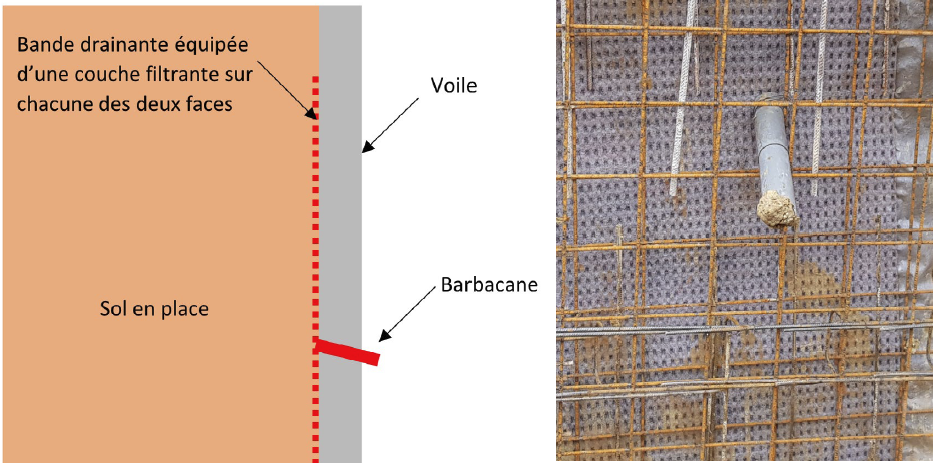 Bande drainante équipée
d'une couche filtrante sur
chacune des deux faces
Voile
Barbacane
Sol en place